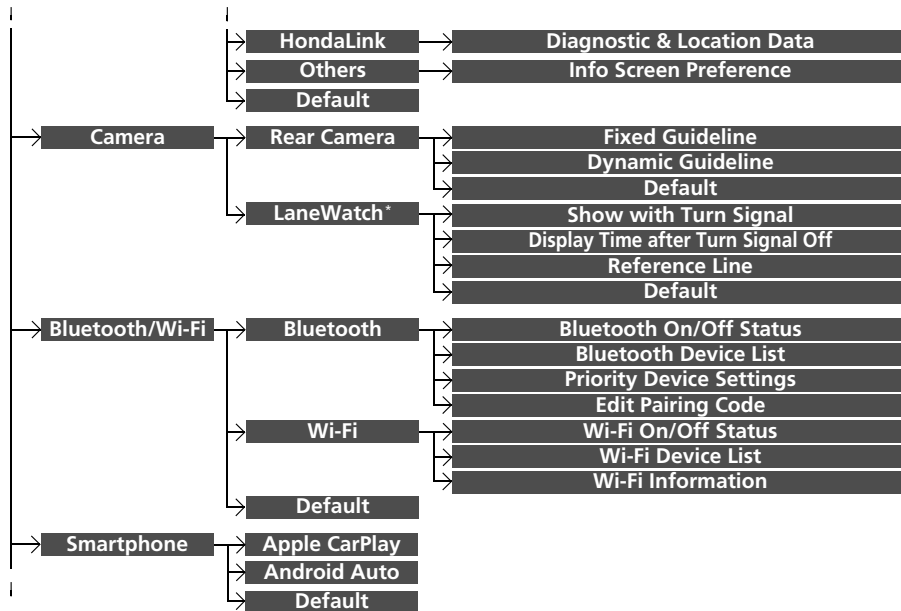 HondaLink
Diagnostic & Location Data
Others
Info Screen Preference
Default
Camera
Rear Camera
Fixed Guideline
Dynamic Guideline
Default
LaneWatch*
Show with Turn Signal
Display Time after Turn Signal Off
Reference Line
Default
Bluetooth/Wi-Fi
Bluetooth
Bluetooth On/Off Status
Bluetooth Device List
Priority Device Settings
Edit Pairing Code
Wi-Fi
Wi-Fi On/Off Status
Wi-Fi Device List
Wi-Fi Information
Default
Smartphone
Apple CarPlay
Android Auto
Default